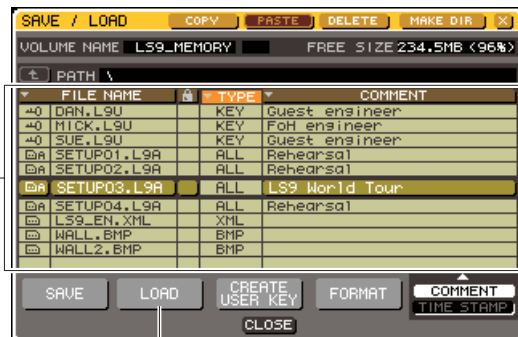 SAVE / LOAD COPY PASTE DELETE MAKE DIR X
VOLUME NAME LS9_MEMORY FREE SIZE 234.5MB (96%)
PATH \
FILE NAME TYPE COMMENT
DAN.L9U KEY Guest engineer
MICK.L9U KEY FoH engineer
SUE.L9U KEY Guest engineer
SETUP01.L9A ALL Rehearsal
SETUP02.L9A ALL Rehearsal
SETUP03.L9A ALL LS9 World Tour
SETUP04.L9A ALL Rehearsal
LS9_EN.XML XML
WALL.BMP BMP
WALL2.BMP BMP
SAVE LOAD CREATE USER KEY FORMAT COMMENT
TIME STAMP
CLOSE